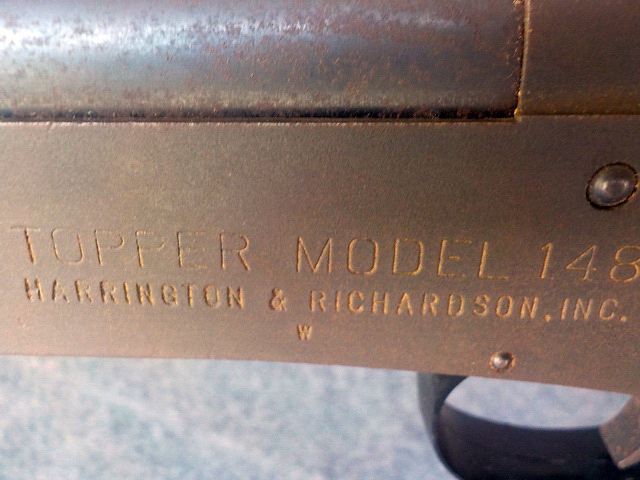 TOPPER MODEL 148
HARRINGTON & RICHARDSON, INC.
W